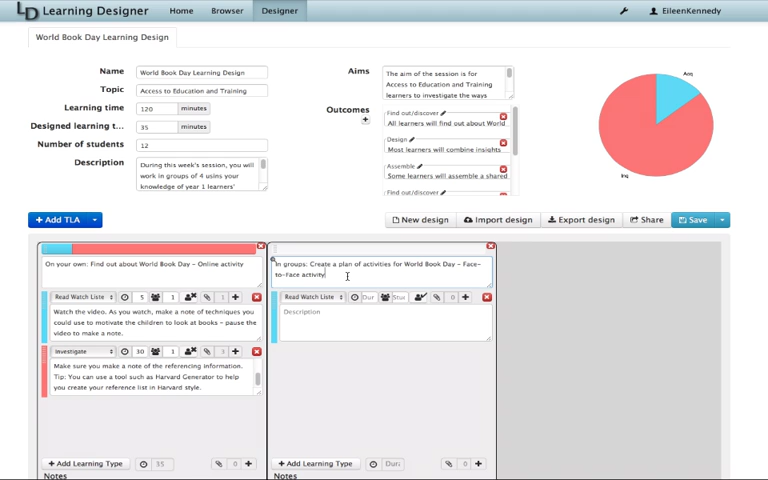 LD Learning Designer Home Browser Designer EileenKennedy
World Book Day Learning Design
Name World Book Day Learning Design
Topic Access to Education and Training
Learning time 120 minutes
Designed learning t... 35 minutes
Number of students 12
Description During this week's session, you will
work in groups of 4 using your
knowledge of year 1 learners'
Aims The aim of the session is for
Access to Education and Training
learners to investigate the ways
Outcomes
+
Find out/discover
All learners will find out about World
Design
Most learners will combine insights
Assemble
Some learners will assemble a shared
Find out/discover
Acq
Inq
+ Add TLA New design Import design Export design Share Save
On your own: Find out about World Book Day - Online activity
Read Watch Liste 5 1 1 +
Watch the video. As you watch, make a note of techniques you
could use to motivate the children to look at books - pause the
video to make a note.
Investigate 30 1 3 +
Make sure you make a note of the referencing information.
Tip: You can use a tool such as Harvard Generator to help
you create your reference list in Harvard style.
+ Add Learning Type 35 0 +
Notes
In groups: Create a plan of activities for World Book Day - Face-
to-Face activity
Read Watch Liste Dur Stu 0 +
Description
+ Add Learning Type Dur 0 +
Notes